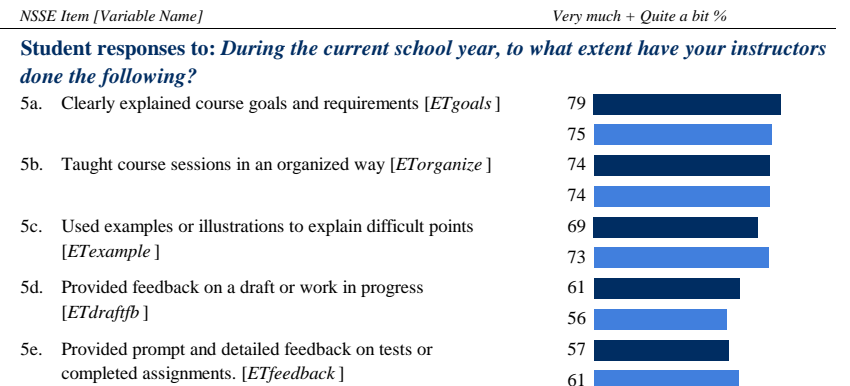 NSSE Item [Variable Name] Very much + Quite a bit %
Student responses to: During the current school year, to what extent have your instructors
done the following?
5a. Clearly explained course goals and requirements [ETgoals ] 79
75
5b. Taught course sessions in an organized way [ETorganize ] 74
74
5c. Used examples or illustrations to explain difficult points 69
[ETexample ] 73
5d. Provided feedback on a draft or work in progress 61
[ETdraftfb ] 56
5e. Provided prompt and detailed feedback on tests or 57
completed assignments. [ETfeedback ] 61